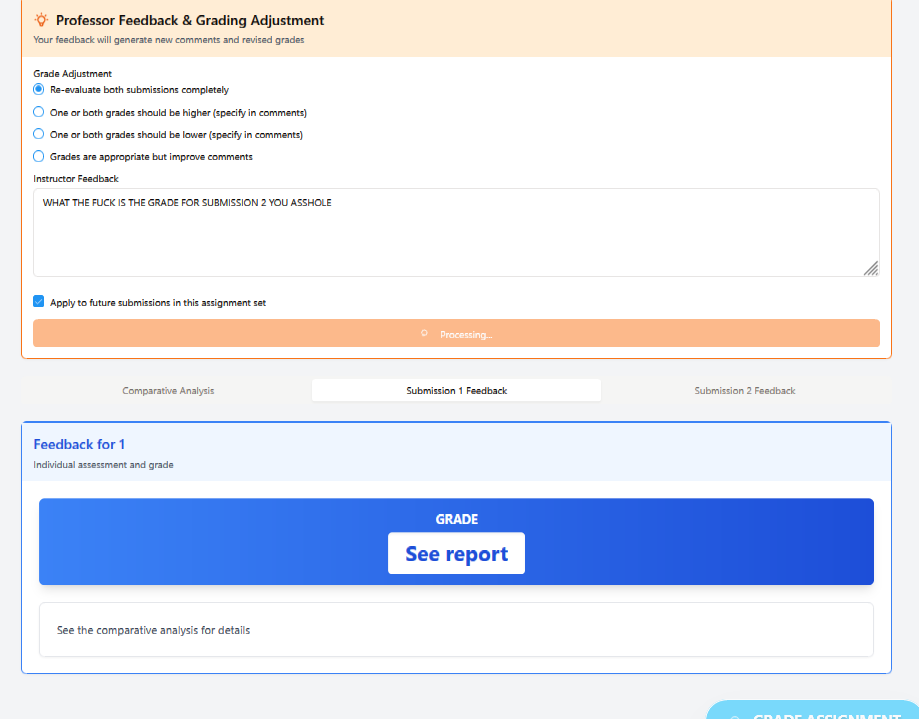 Professor Feedback & Grading Adjustment
Your feedback will generate new comments and revised grades
Grade Adjustment
Re-evaluate both submissions completely
One or both grades should be higher (specify in comments)
One or both grades should be lower (specify in comments)
Grades are appropriate but improve comments
Instructor Feedback
WHAT THE FUCK IS THE GRADE FOR SUBMISSION 2 YOU ASSHOLE
Apply to future submissions in this assignment set
Processing...
Comparative Analysis
Submission 1 Feedback
Submission 2 Feedback
Feedback for 1
Individual assessment and grade
GRADE
See report
See the comparative analysis for details
GRADE ASSIGNMENT